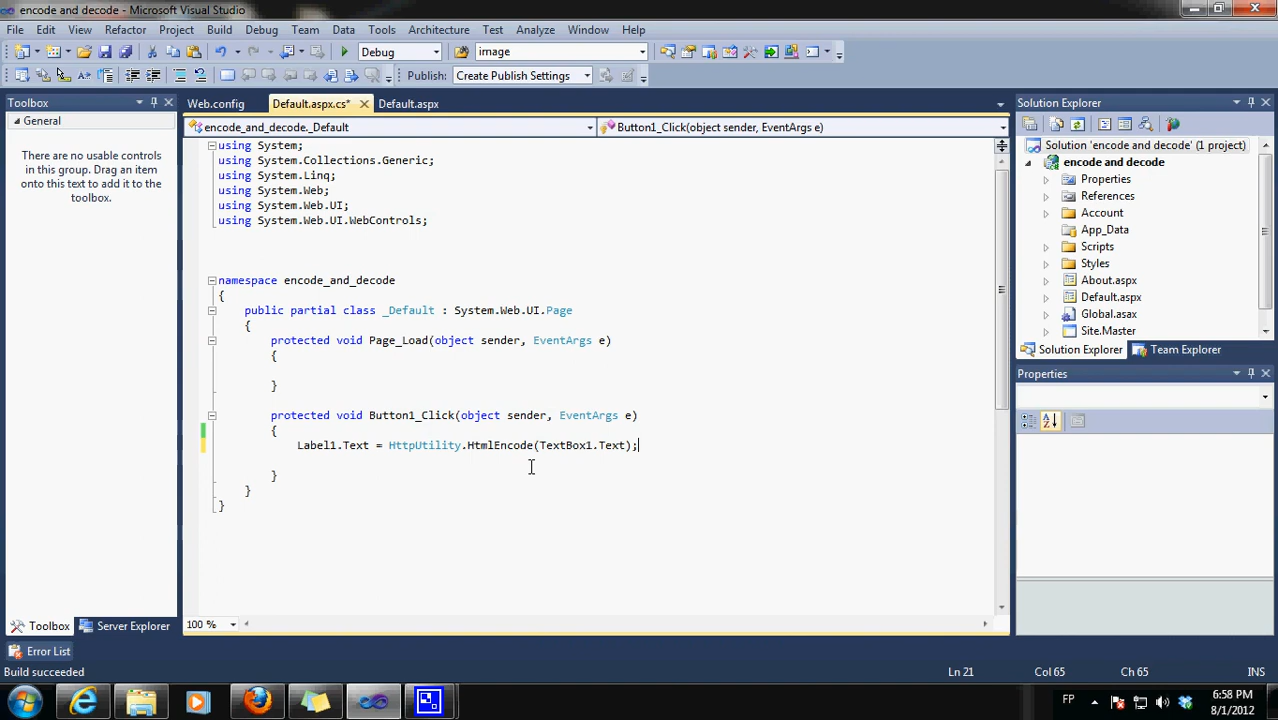 encode and decode - Microsoft Visual Studio
File Edit View Refactor Project Build Debug Team Data Tools Architecture Test Analyze Window Help
Debug image
Publish: Create Publish Settings
Toolbox
General
There are no usable controls
in this group. Drag an item
onto this text to add it to the
toolbox.
Toolbox Server Explorer
Web.config Default.aspx.cs* Default.aspx
encode_and_decode._Default Button1_Click(object sender, EventArgs e)
using System;
using System.Collections.Generic;
using System.Linq;
using System.Web;
using System.Web.UI;
using System.Web.UI.WebControls;
namespace encode_and_decode
{
public partial class _Default : System.Web.UI.Page
{
protected void Page_Load(object sender, EventArgs e)
{
}
protected void Button1_Click(object sender, EventArgs e)
{
Label1.Text = HttpUtility.HtmlEncode(TextBox1.Text);
}
}
}
100 %
Solution Explorer
Solution 'encode and decode' (1 project)
encode and decode
Properties
References
Account
App_Data
Scripts
Styles
About.aspx
Default.aspx
Global.asax
Site.Master
Solution Explorer Team Explorer
Properties
Error List
Build succeeded Ln 21 Col 65 Ch 65 INS
FP 6:58 PM
8/1/2012